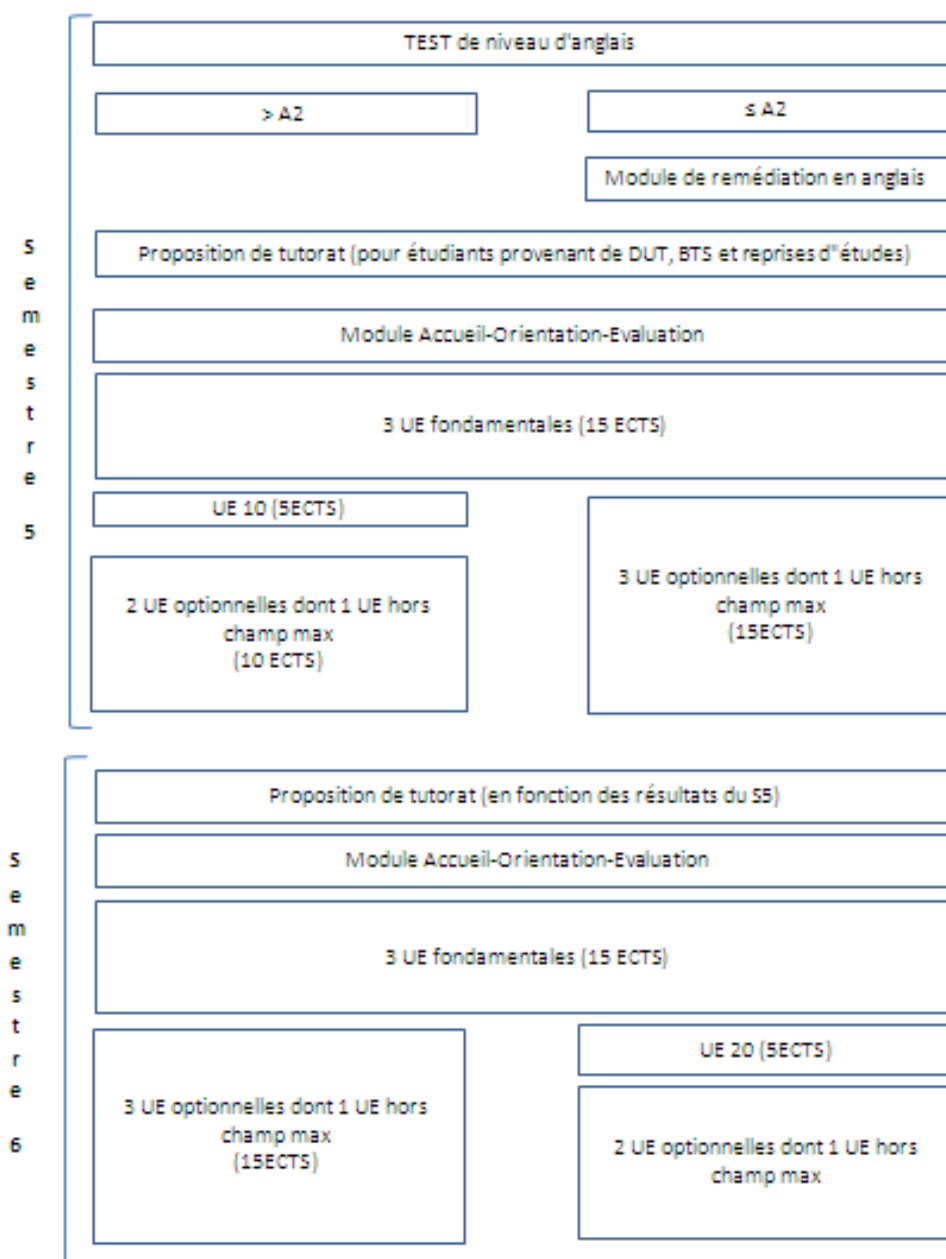 TEST de niveau d'anglais
> A2
≤ A2
Module de remédiation en anglais
Proposition de tutorat (pour étudiants provenant de DUT, BTS et reprises d"études)
Module Accueil-Orientation-Evaluation
3 UE fondamentales (15 ECTS)
UE 10 (5ECTS)
2 UE optionnelles dont 1 UE hors
champ max
(10 ECTS)
3 UE optionnelles dont 1 UE hors
champ max
(15ECTS)
Semestre 5
Proposition de tutorat (en fonction des résultats du S5)
Module Accueil-Orientation-Evaluation
3 UE fondamentales (15 ECTS)
3 UE optionnelles dont 1 UE hors
champ max
(15ECTS)
UE 20 (5ECTS)
2 UE optionnelles dont 1 UE hors
champ max
Semestre 6